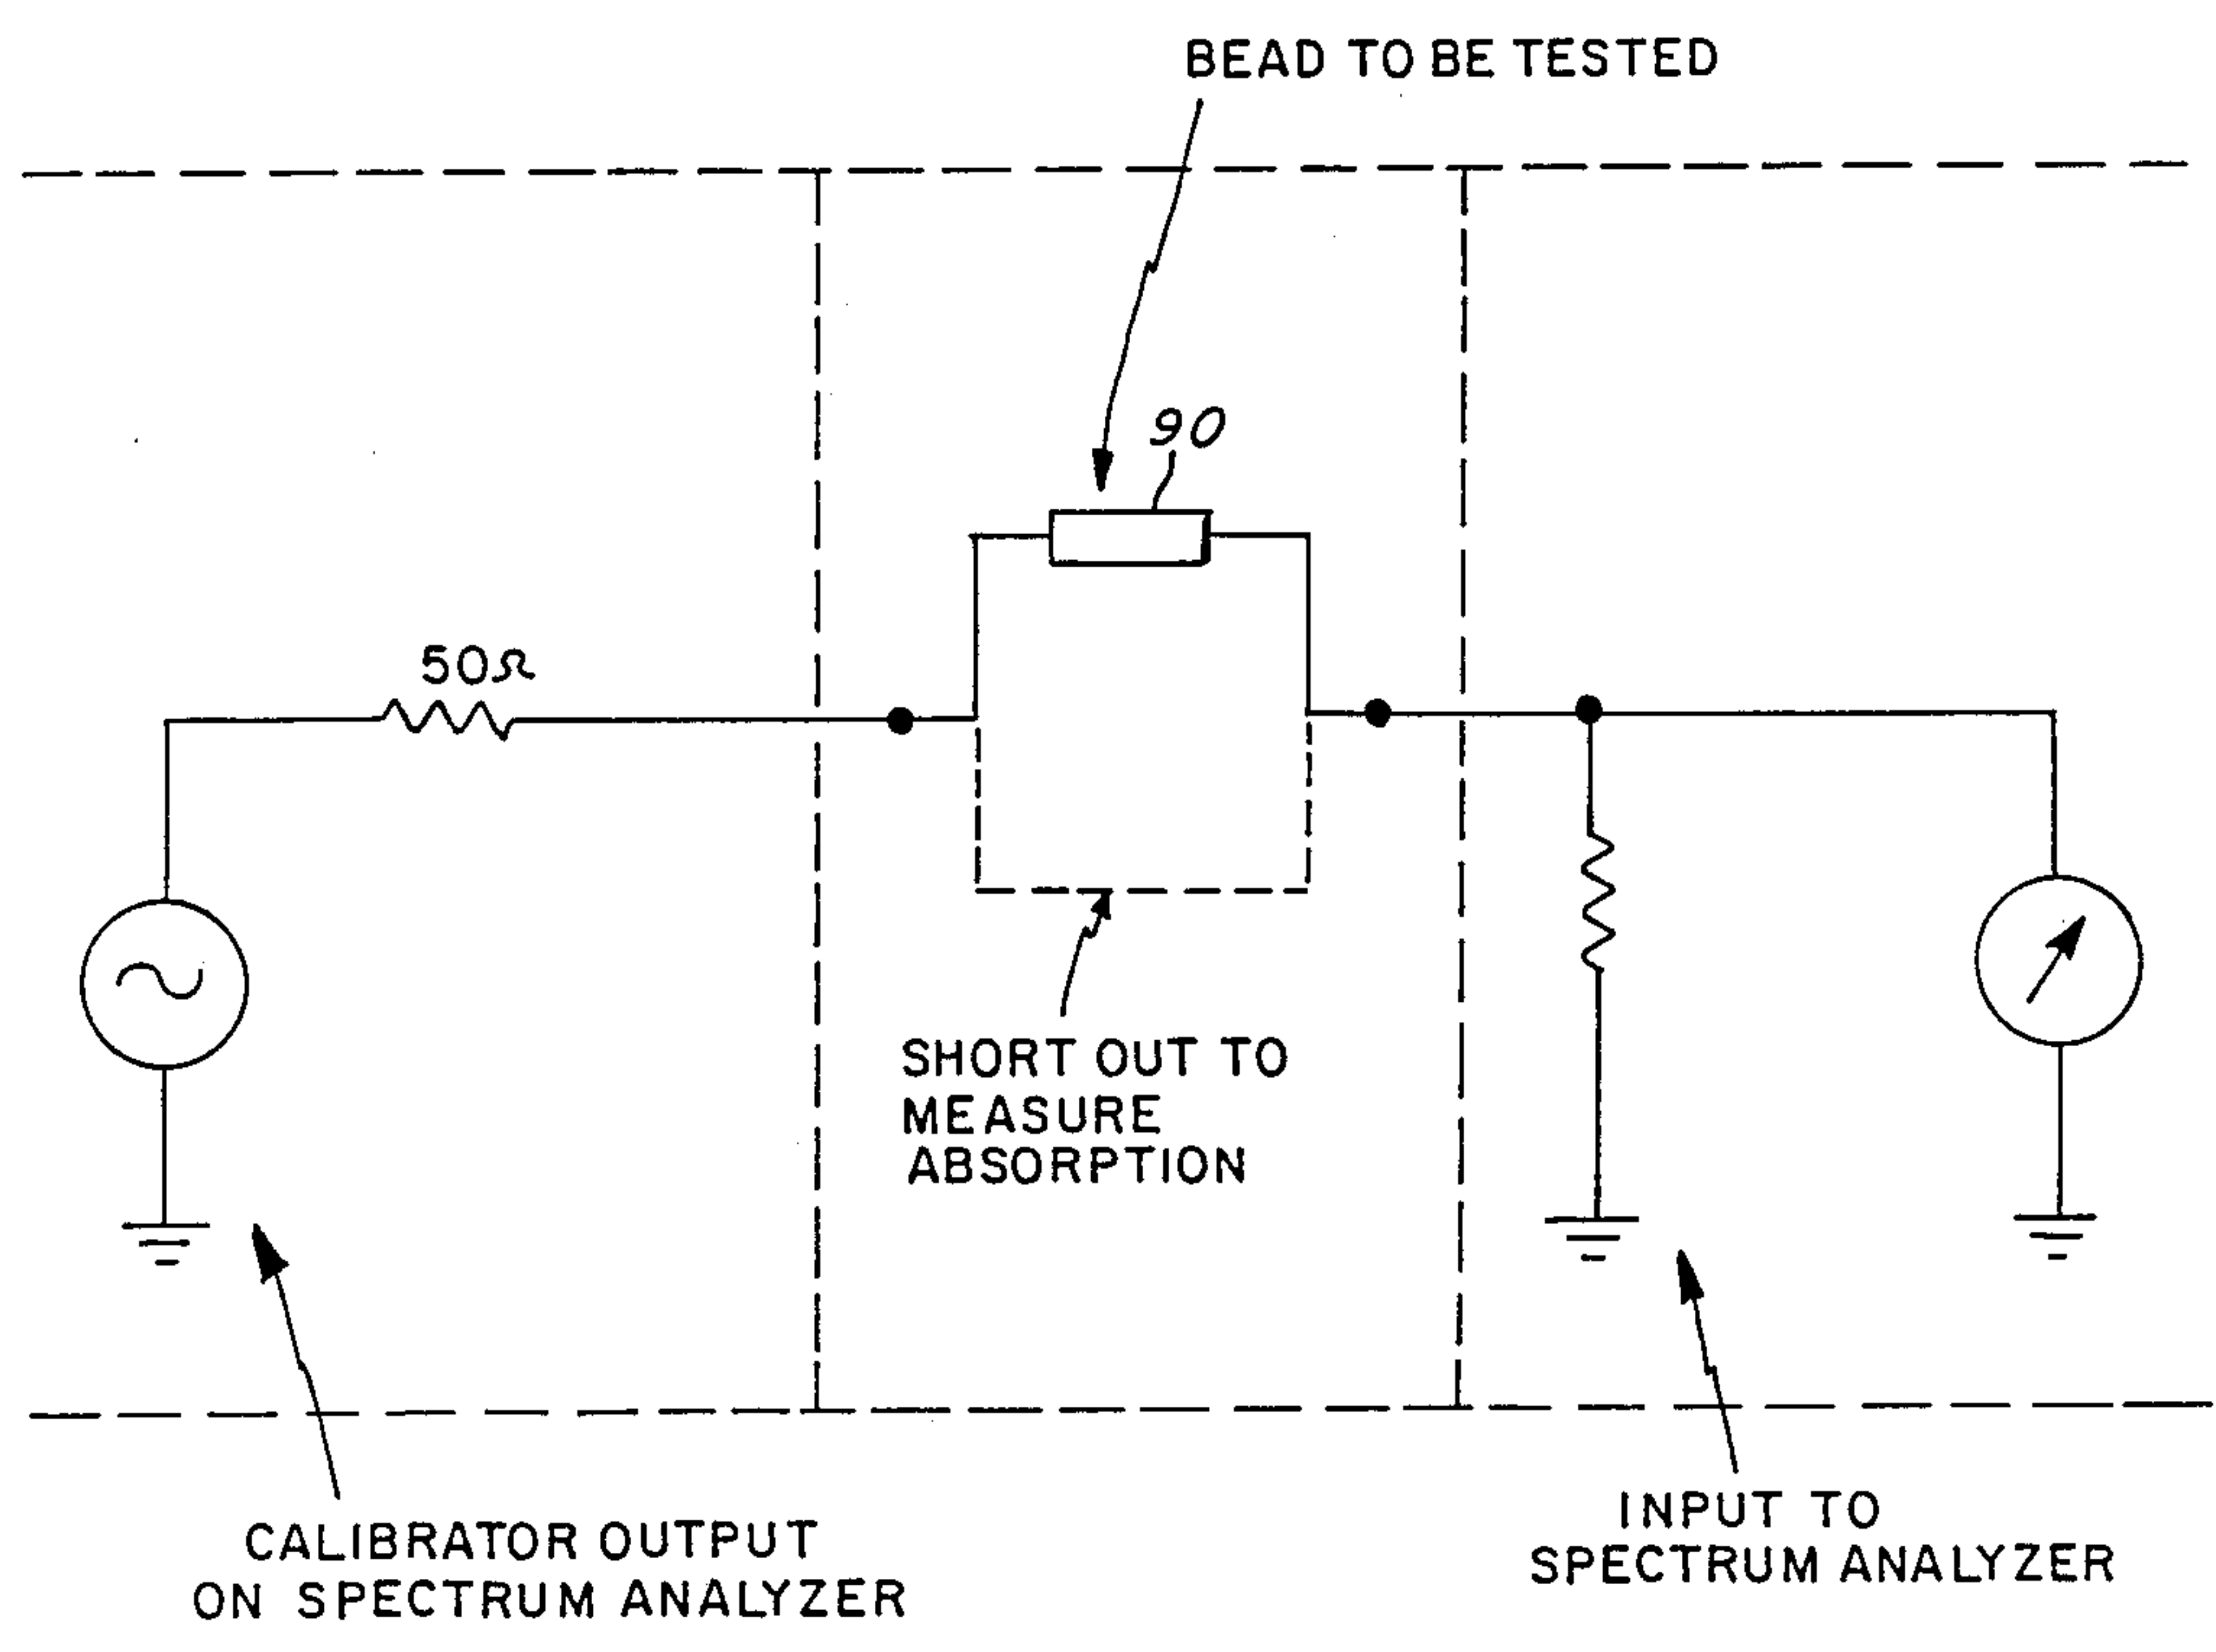 BEAD TO BE TESTED
90
50Ω
SHORT OUT TO
MEASURE
ABSORPTION
CALIBRATOR OUTPUT
ON SPECTRUM ANALYZER
INPUT TO
SPECTRUM ANALYZER